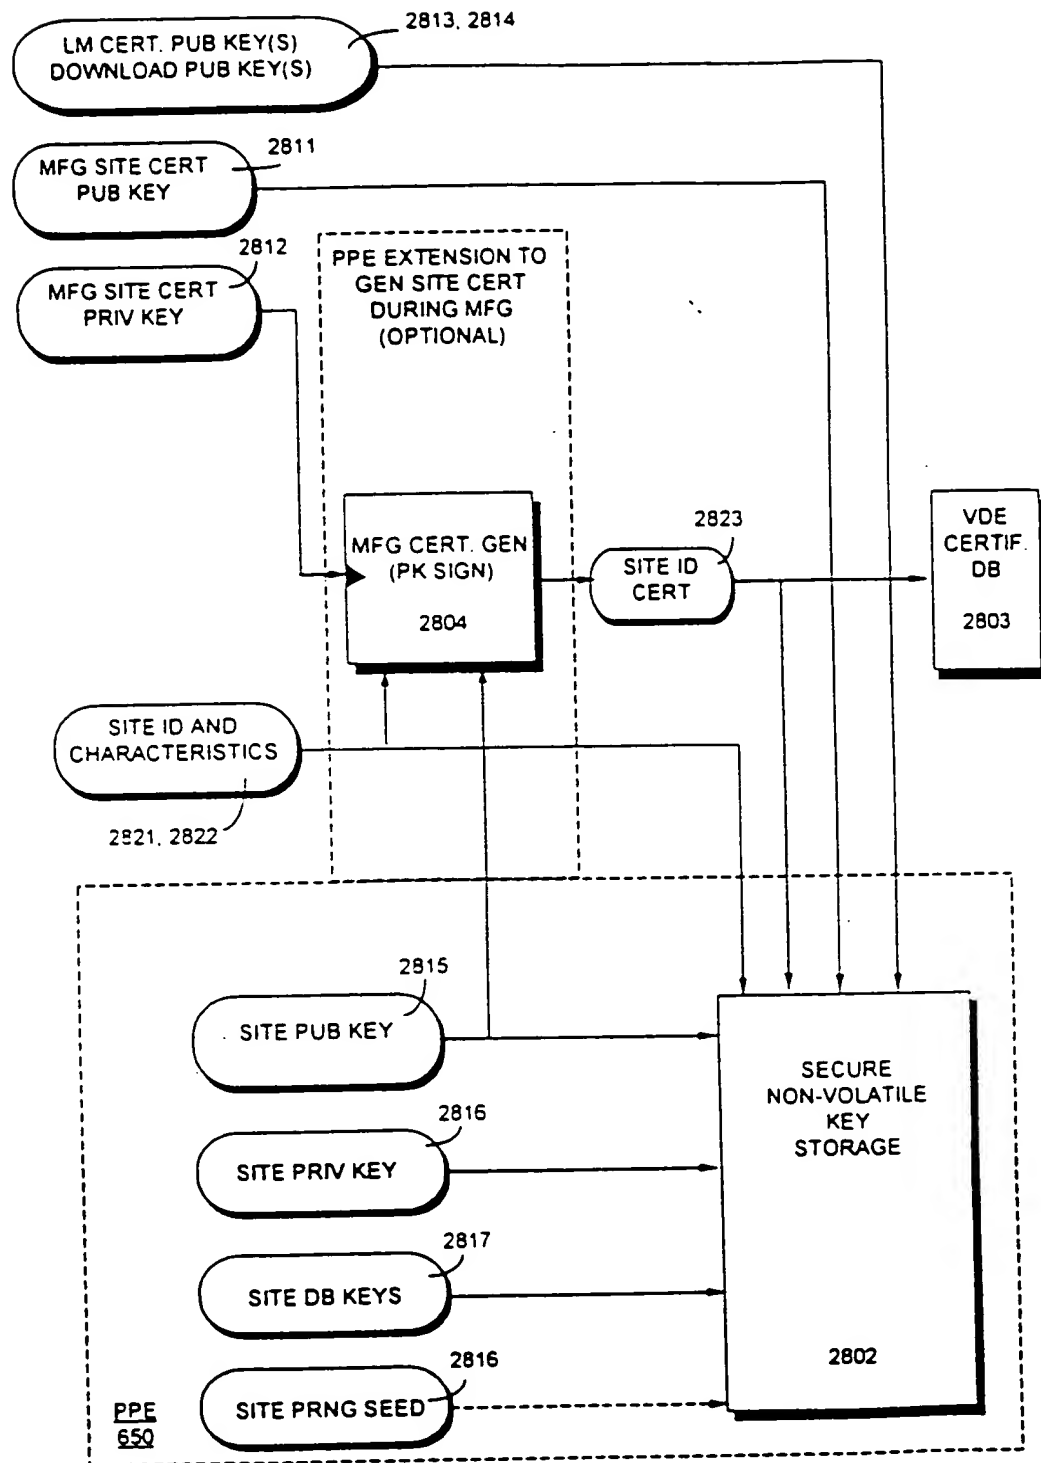 2813, 2814
LM CERT. PUB KEY(S)
DOWNLOAD PUB KEY(S)
2811
MFG SITE CERT
PUB KEY
2812
MFG SITE CERT
PRIV KEY
PPE EXTENSION TO
GEN SITE CERT
DURING MFG
(OPTIONAL)
MFG CERT. GEN
(PK SIGN)
2804
2823
SITE ID
CERT
VDE
CERTIF.
DB
2803
SITE ID AND
CHARACTERISTICS
2821, 2822
2815
SITE PUB KEY
2816
SITE PRIV KEY
2817
SITE DB KEYS
2816
SITE PRNG SEED
SECURE
NON-VOLATILE
KEY
STORAGE
2802
PPE
650